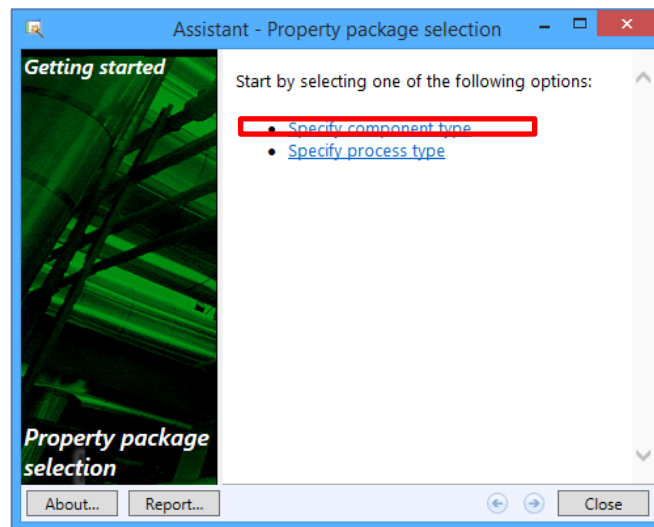 Assistant - Property package selection
Getting started
Start by selecting one of the following options:
Specify component type
Specify process type
Property package
selection
About...
Report...
Close